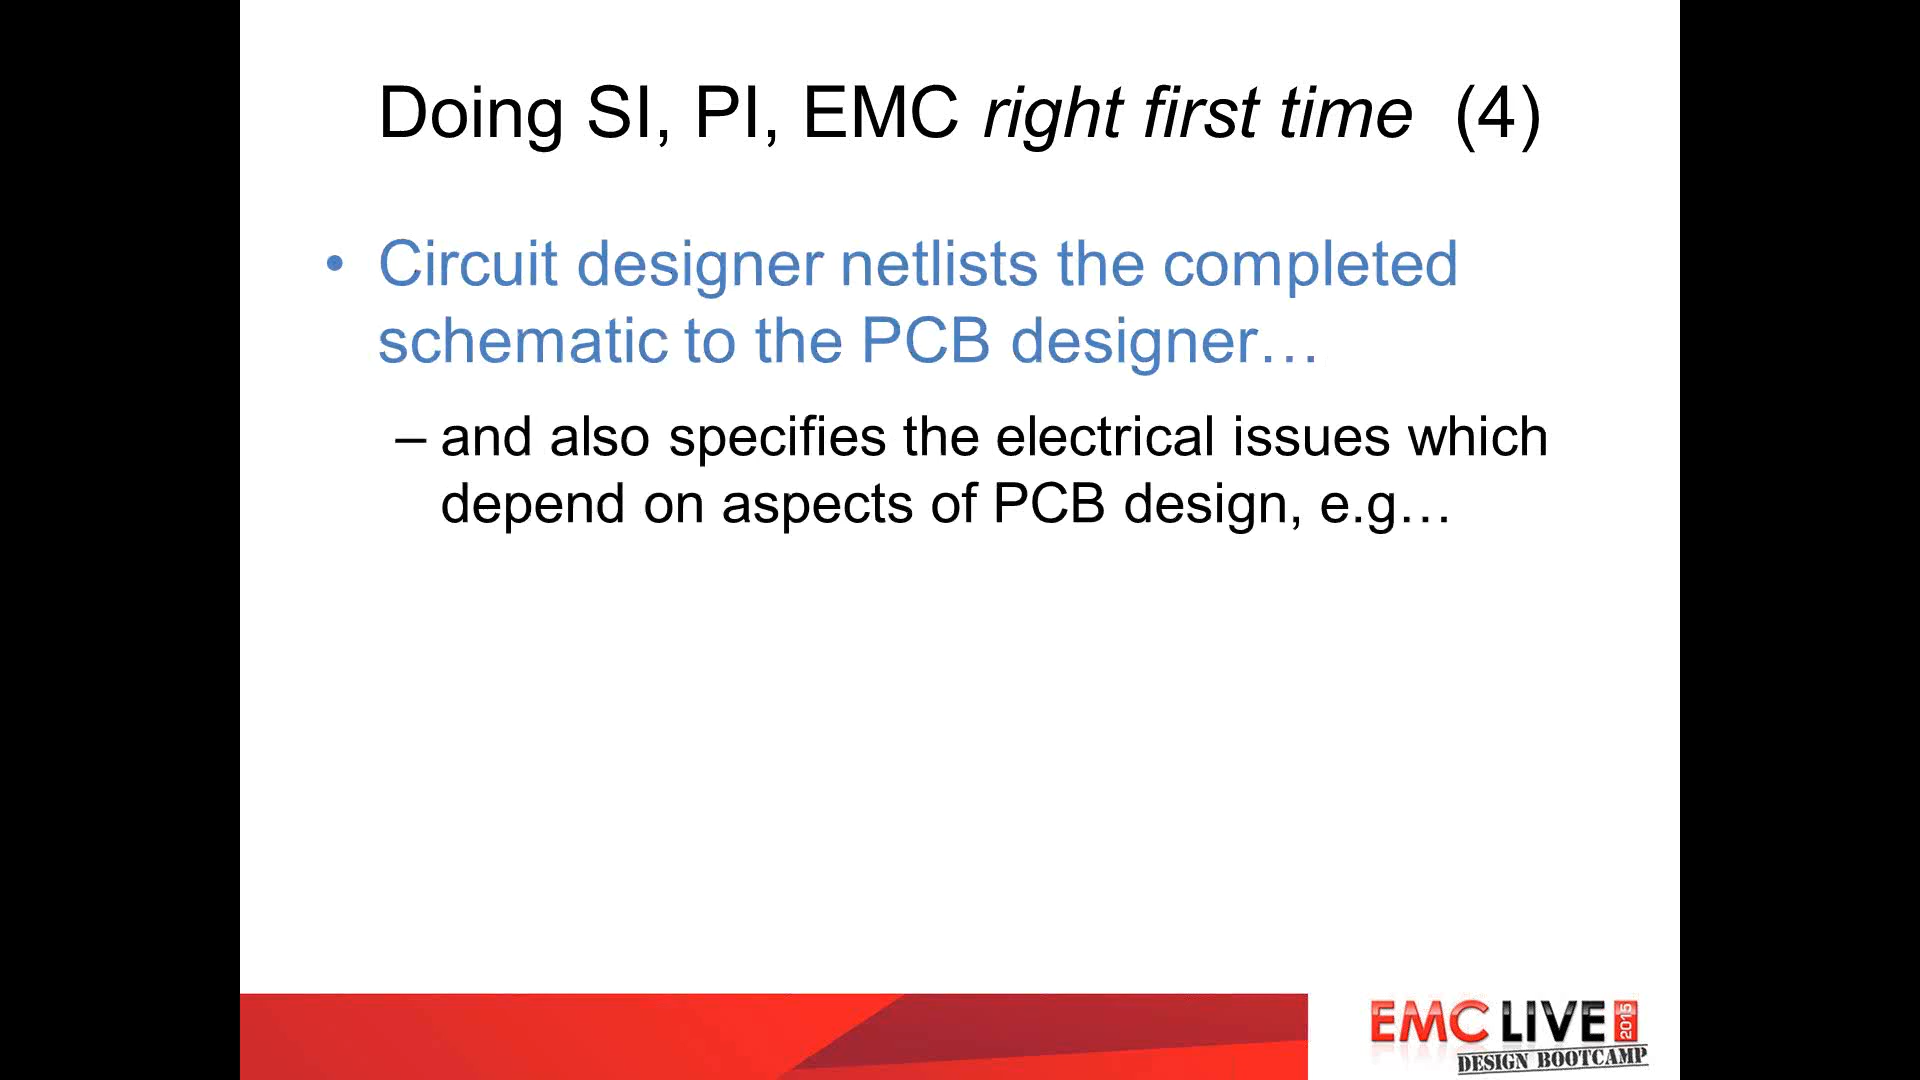 Doing SI, PI, EMC right first time (4)
• Circuit designer netlists the completed
schematic to the PCB designer…
– and also specifies the electrical issues which
depend on aspects of PCB design, e.g…
EMC LIVE 2015
DESIGN BOOTCAMP